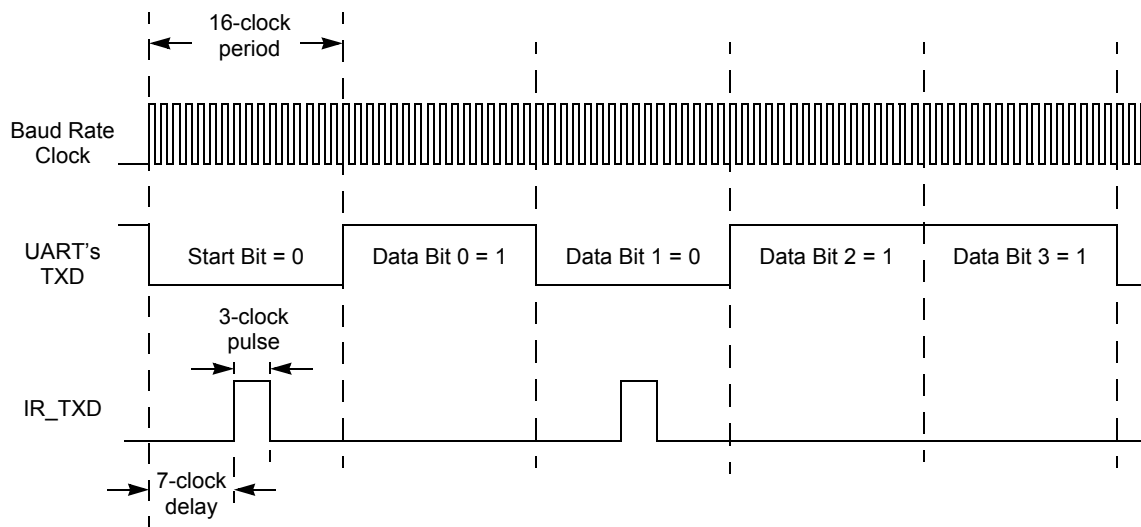 16-clock
period
Baud Rate
Clock
UART's
TXD
Start Bit = 0
Data Bit 0 = 1
Data Bit 1 = 0
Data Bit 2 = 1
Data Bit 3 = 1
3-clock
pulse
IR_TXD
7-clock
delay